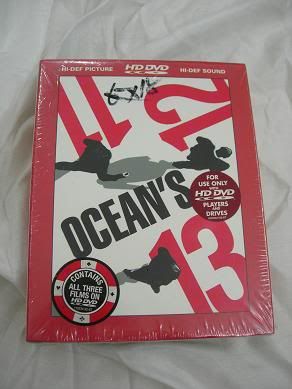 HI-DEF PICTURE HD DVD HI-DEF SOUND
11
12
OCEAN'S
13
FOR
USE ONLY
WITH
HD DVD
PLAYERS
AND
DRIVES
CONTAINS
ALL THREE
FILMS ON
HD DVD